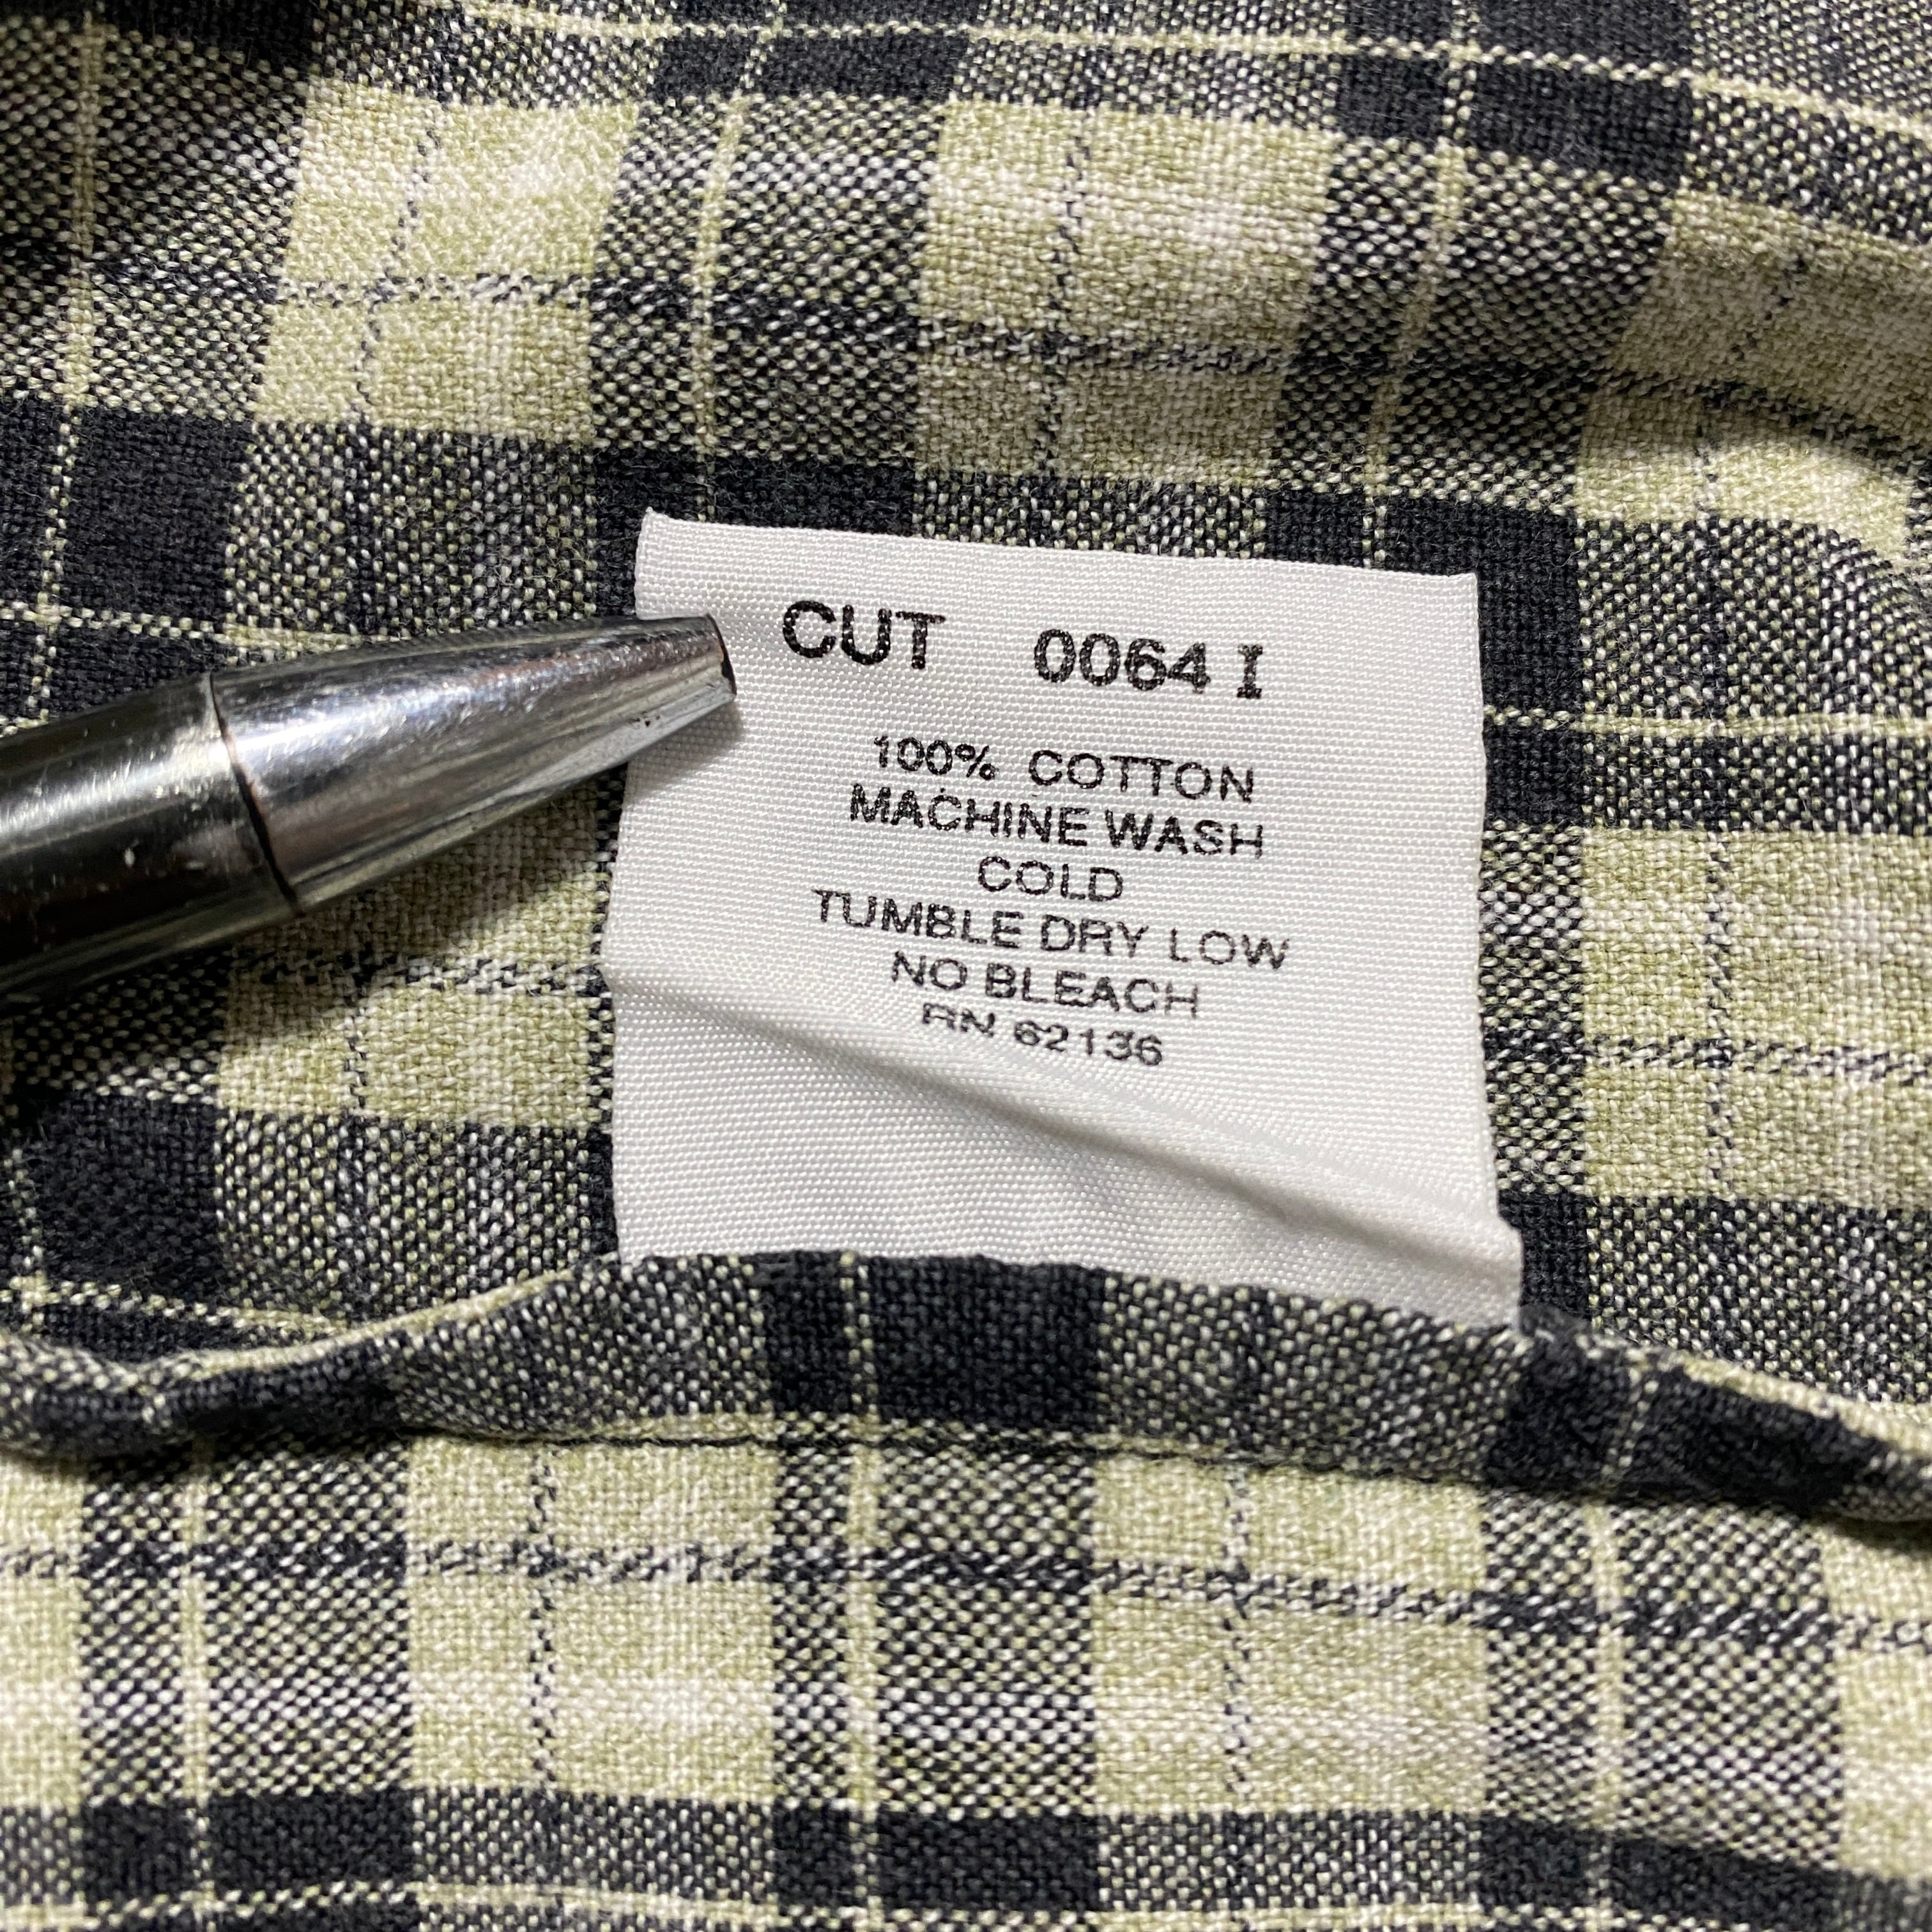 CUT 0064 I
100% COTTON
MACHINE WASH
COLD
TUMBLE DRY LOW
NO BLEACH
RN 62136